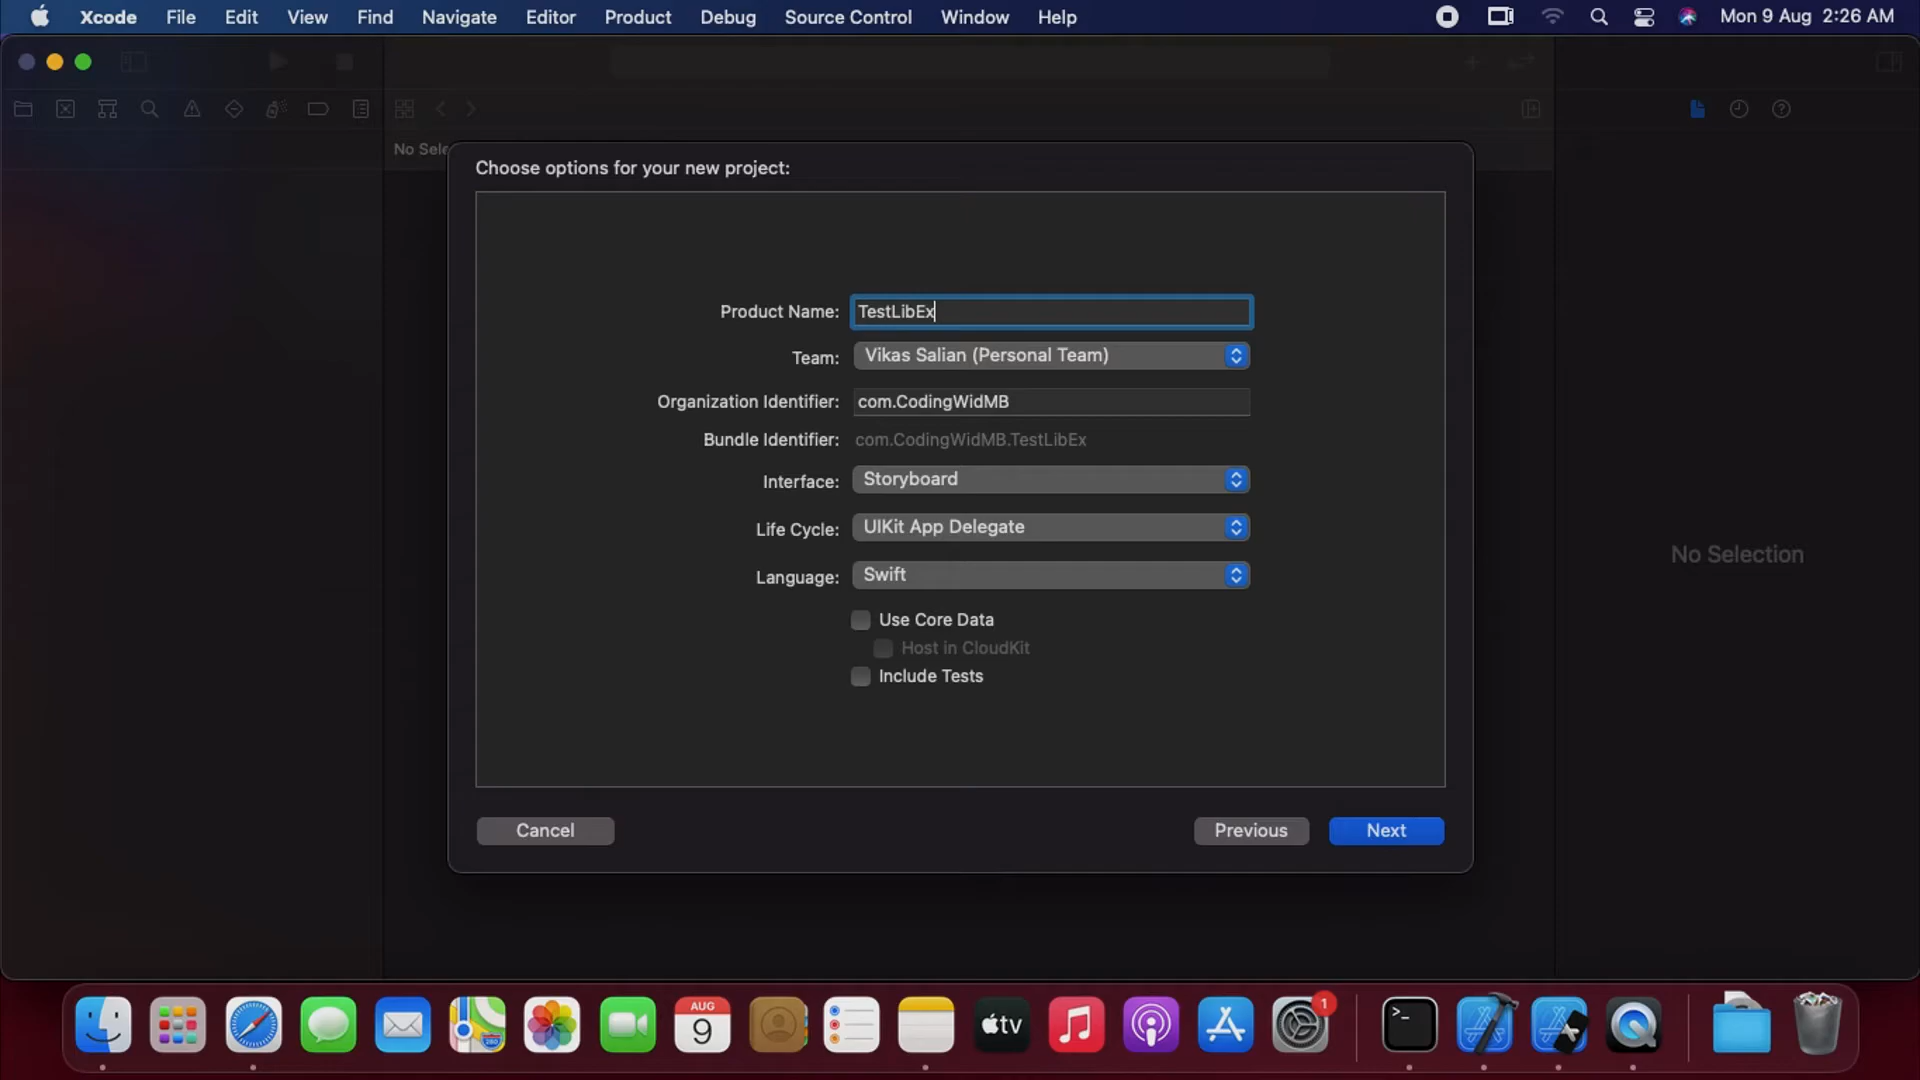 Xcode File Edit View Find Navigate Editor Product Debug Source Control Window Help Mon 9 Aug 2:26 AM
No Sele
Choose options for your new project:
Product Name: TestLibEx
Team: Vikas Salian (Personal Team)
Organization Identifier: com.CodingWidMB
Bundle Identifier: com.CodingWidMB.TestLibEx
Interface: Storyboard
Life Cycle: UIKit App Delegate
Language: Swift
Use Core Data
Host in CloudKit
Include Tests
No Selection
Cancel Previous Next
AUG
9
tv
1
>_